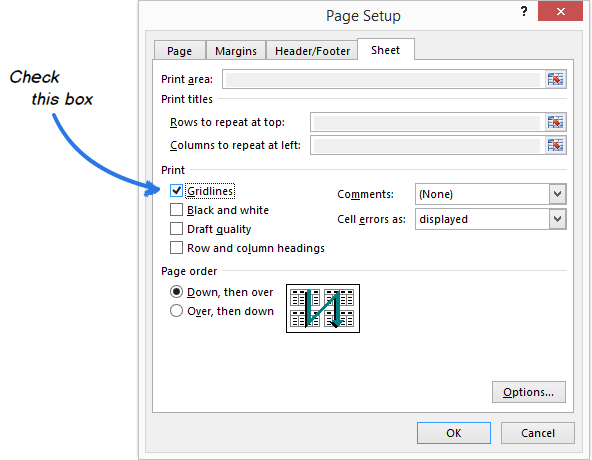 Page Setup
? X
Page Margins Header/Footer Sheet
Check
this box
Print area:
Print titles
Rows to repeat at top:
Columns to repeat at left:
Print
Gridlines
Comments: (None)
Black and white
Cell errors as: displayed
Draft quality
Row and column headings
Page order
Down, then over
Over, then down
Options...
OK Cancel